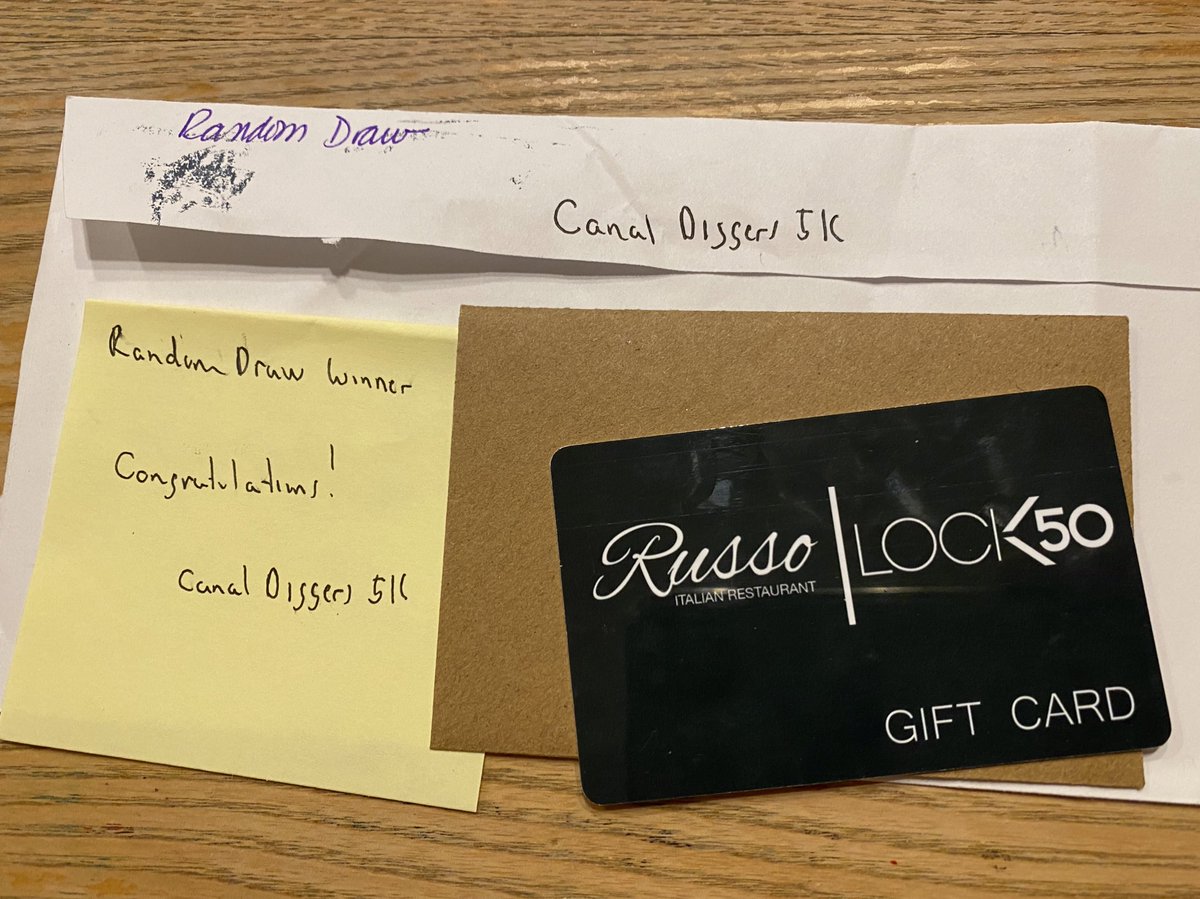 Random Draw
Canal Diggers 5K
Random Draw Winner
Congratulations!
Canal Diggers 5K
Russo
ITALIAN RESTAURANT
LOCK50
GIFT CARD